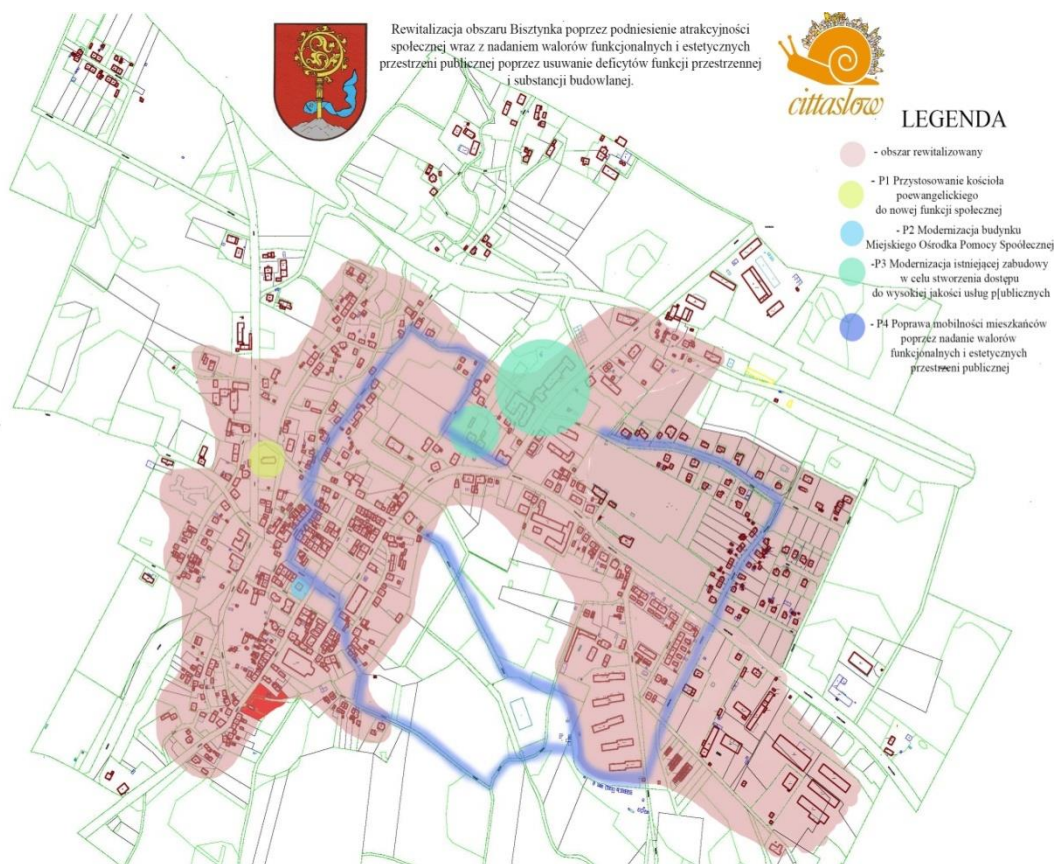 Rewitalizacja obszaru Bisztynka poprzez podniesienie atrakcyjności
społecznej wraz z nadaniem walorów funkcjonalnych i estetycznych
przestrzeni publicznej poprzez usuwanie deficytów funkcji przestrzennej
i substancji budowlanej.
cittaslow
LEGENDA
- obszar rewitalizowany
- P1 Przystosowanie kościoła
poewangelickiego
do nowej funkcji społecznej
- P2 Modernizacja budynku
Miejskiego Ośrodka Pomocy Spoółecznej
-P3 Modernizacja istniejącej zabudowy
w celu stworzenia dostępu
do wysokiej jakości usług p[ublicznych
- P4 Poprawa mobilności mieszkańców
poprzez nadanie walorów
funkcjonalnych i estetycznych
przestrzeni publicznej